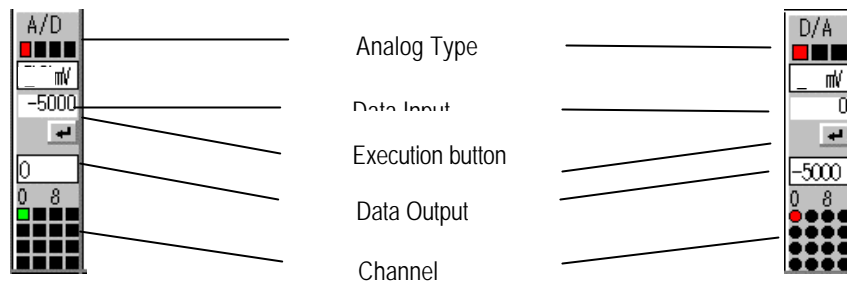 A/D
mV
-5000
0
0 8
Analog Type
Data Input
Execution button
Data Output
Channel
D/A
mV
0
-5000
0 8